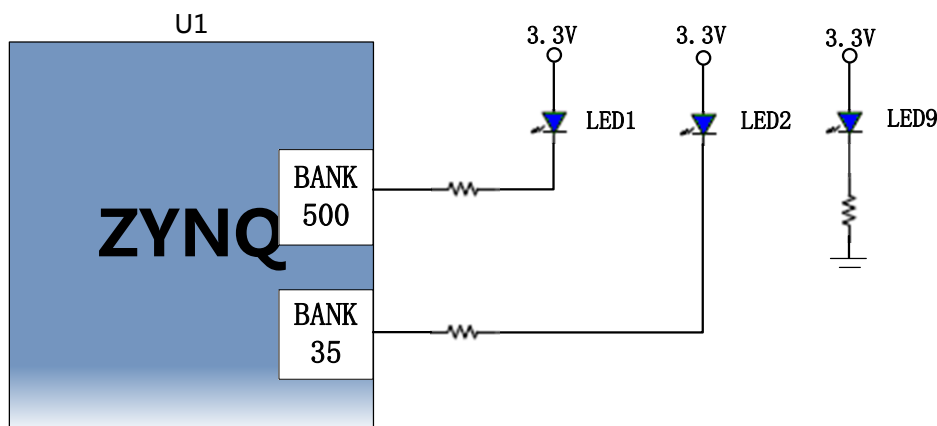 U1
3.3V
3.3V
3.3V
LED1
LED2
LED9
BANK
500
ZYNQ
BANK
35